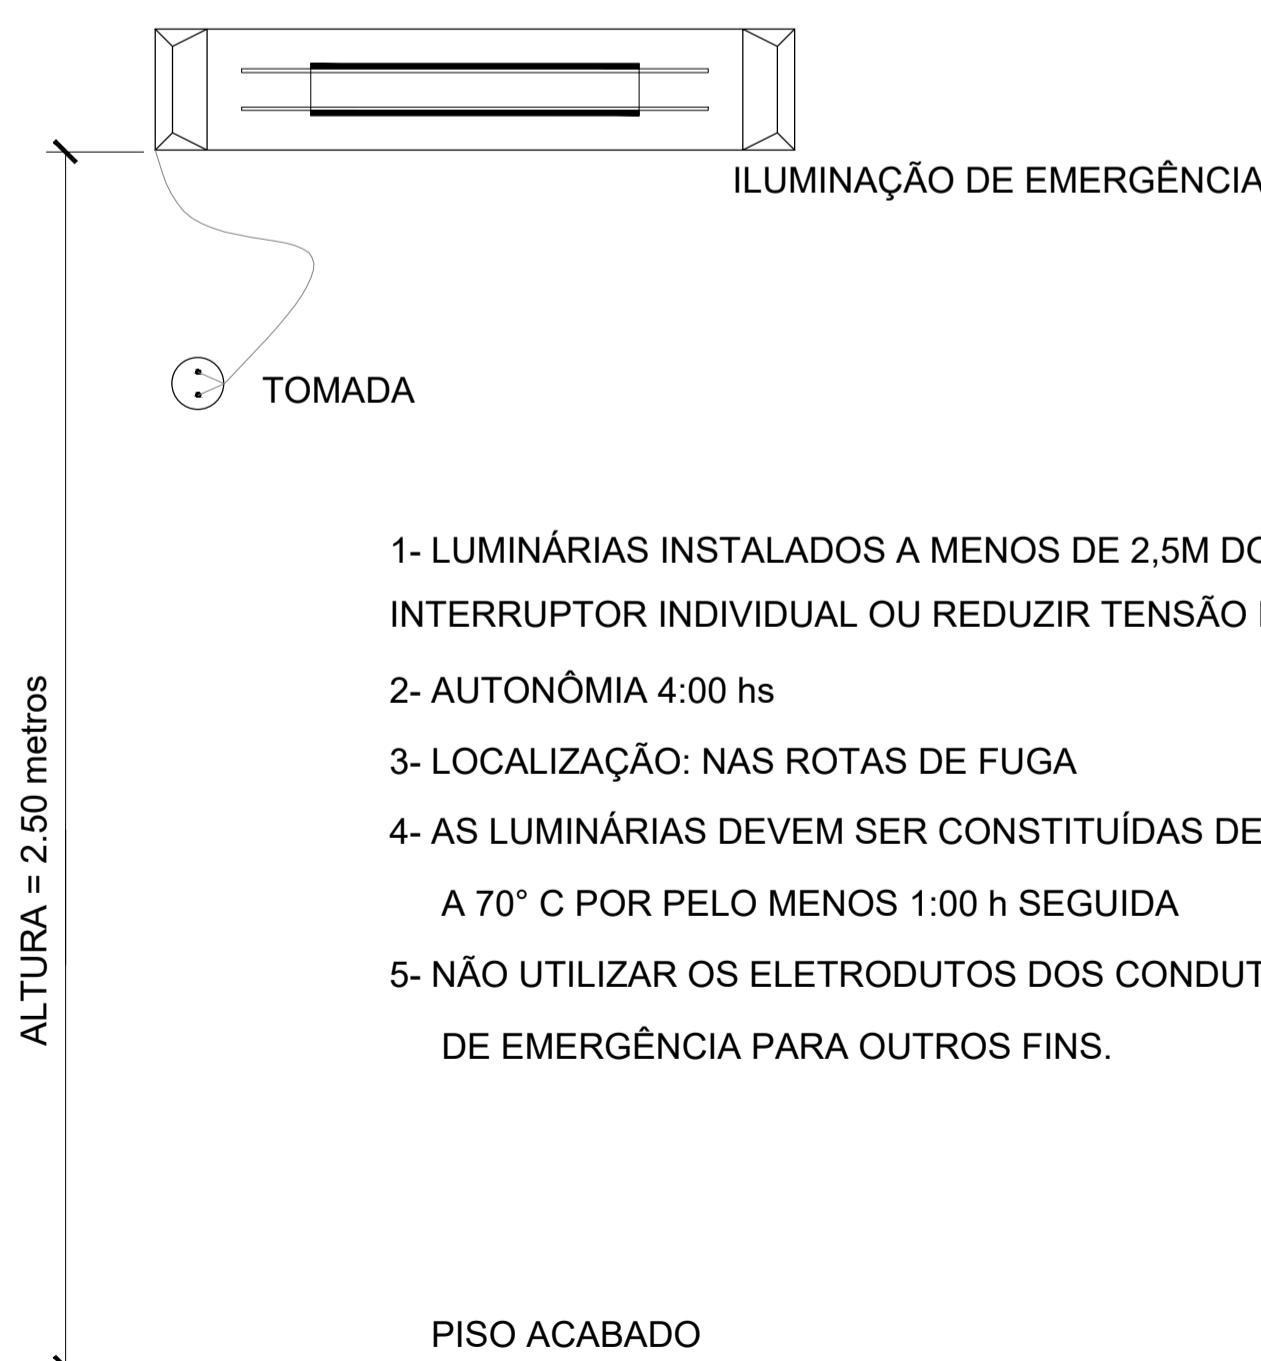 ILUMINAÇÃO DE EMERGÊNCIA
TOMADA
1- LUMINÁRIAS INSTALADOS A MENOS DE 2,5M DO
INTERRUPTOR INDIVIDUAL OU REDUZIR TENSÃO
2- AUTONÔMIA 4:00 hs
3- LOCALIZAÇÃO: NAS ROTAS DE FUGA
4- AS LUMINÁRIAS DEVEM SER CONSTITUÍDAS DE
A 70° C POR PELO MENOS 1:00 h SEGUIDA
5- NÃO UTILIZAR OS ELETRODUTOS DOS CONDUT
DE EMERGÊNCIA PARA OUTROS FINS.
ALTURA = 2.50 metros
PISO ACABADO